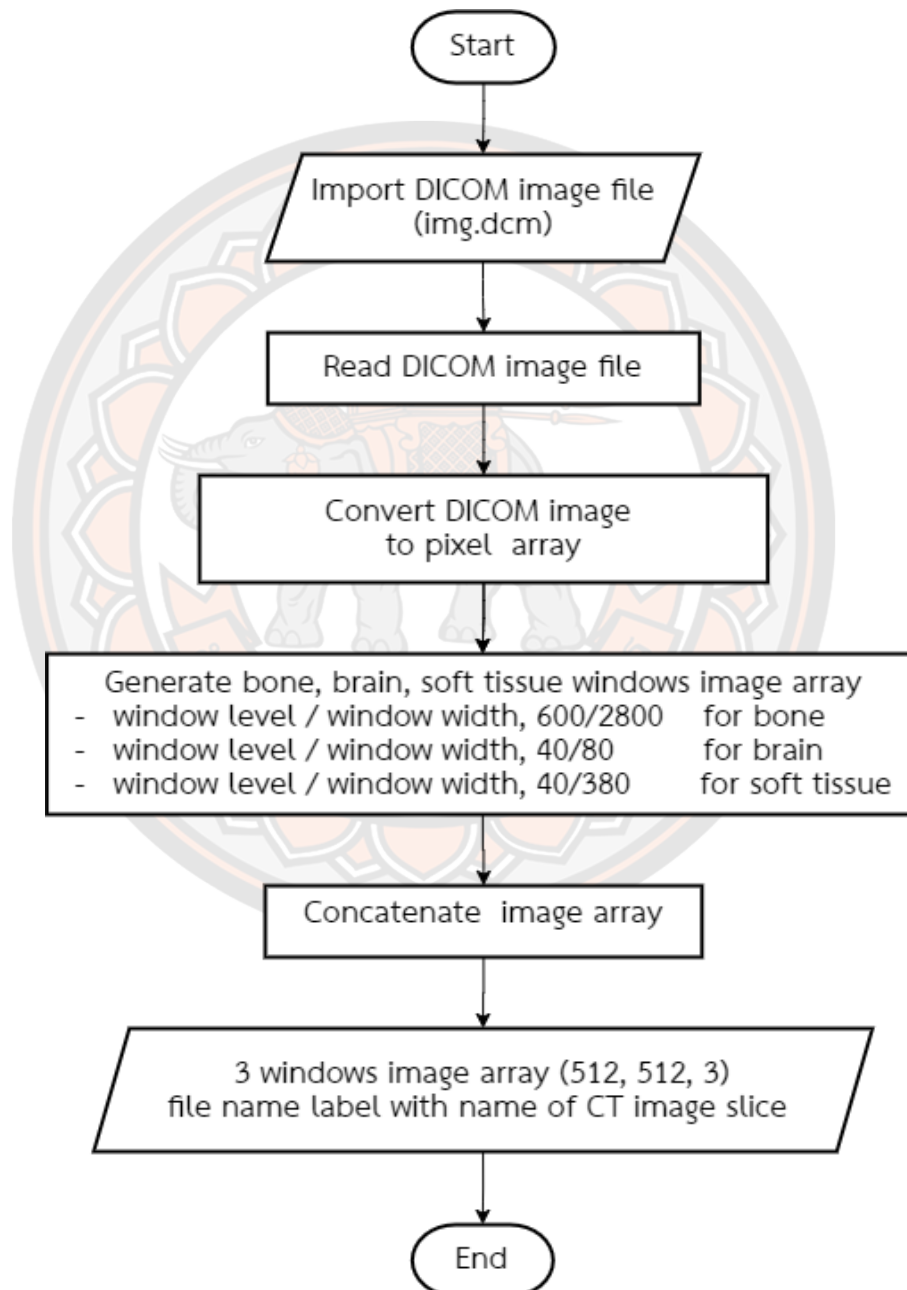 Start
Import DICOM image file
(img.dcm)
Read DICOM image file
Convert DICOM image
to pixel array
Generate bone, brain, soft tissue windows image array
- window level / window width, 600/2800 for bone
- window level / window width, 40/80 for brain
- window level / window width, 40/380 for soft tissue
Concatenate image array
3 windows image array (512, 512, 3)
file name label with name of CT image slice
End